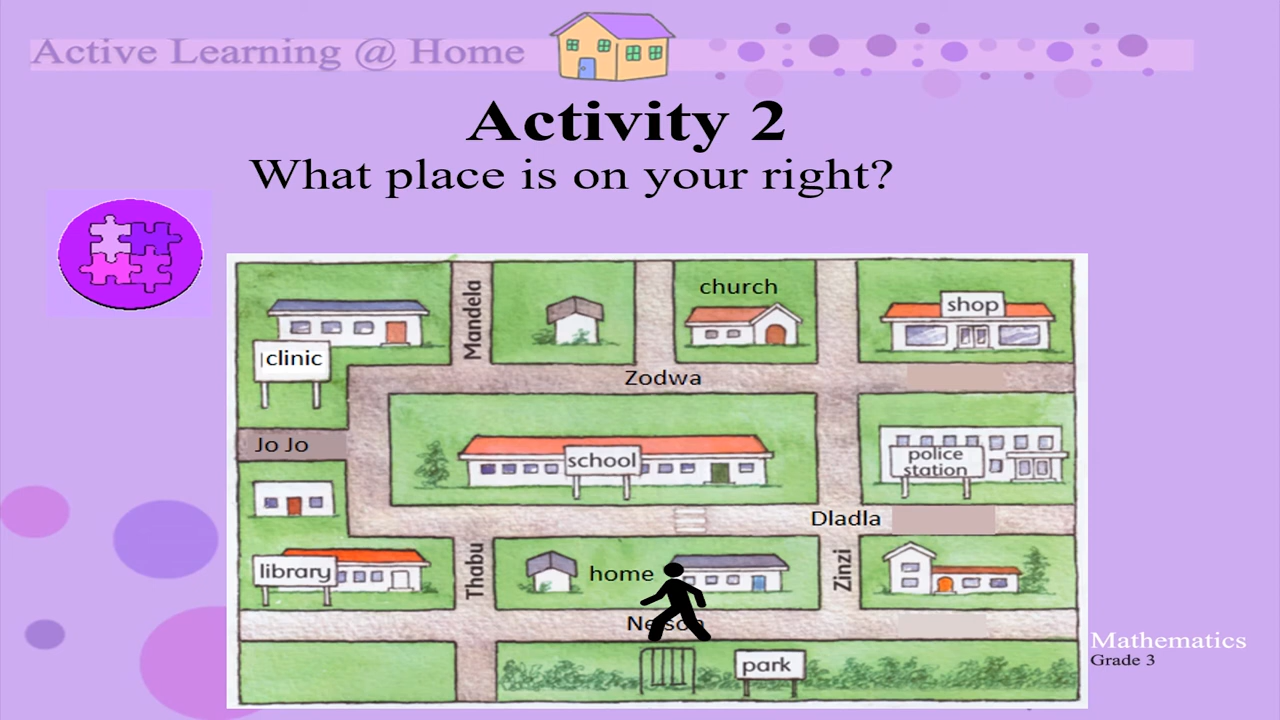 Active Learning @ Home
Activity 2
What place is on your right?
church
shop
Mandela
clinic
Zodwa
Jo Jo
school
police
station
Dladla
library
Thabu
home
Zinzi
Nelson
park
Mathematics
Grade 3